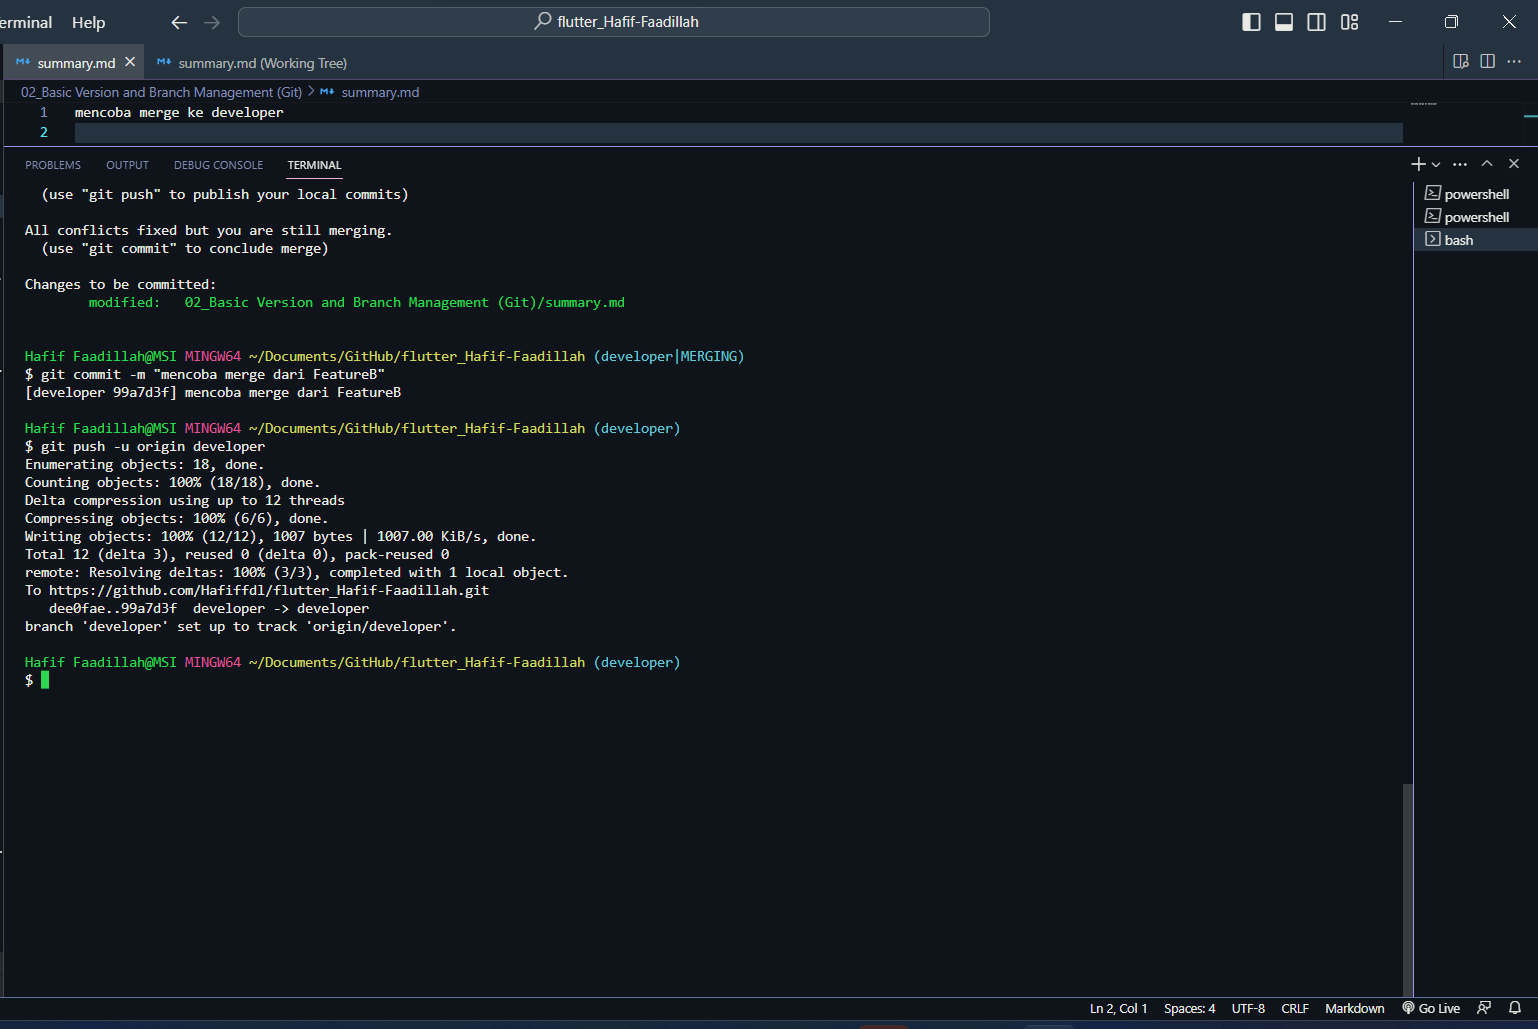 erminal Help flutter_Hafif-Faadillah
summary.md summary.md (Working Tree)
02_Basic Version and Branch Management (Git) > summary.md
1 mencoba merge ke developer
2
PROBLEMS OUTPUT DEBUG CONSOLE TERMINAL
(use "git push" to publish your local commits)
All conflicts fixed but you are still merging.
(use "git commit" to conclude merge)
Changes to be committed:
modified: 02_Basic Version and Branch Management (Git)/summary.md
Hafif Faadillah@MSI MINGW64 ~/Documents/GitHub/flutter_Hafif-Faadillah (developer|MERGING)
$ git commit -m "mencoba merge dari FeatureB"
[developer 99a7d3f] mencoba merge dari FeatureB
Hafif Faadillah@MSI MINGW64 ~/Documents/GitHub/flutter_Hafif-Faadillah (developer)
$ git push -u origin developer
Enumerating objects: 18, done.
Counting objects: 100% (18/18), done.
Delta compression using up to 12 threads
Compressing objects: 100% (6/6), done.
Writing objects: 100% (12/12), 1007 bytes | 1007.00 KiB/s, done.
Total 12 (delta 3), reused 0 (delta 0), pack-reused 0
remote: Resolving deltas: 100% (3/3), completed with 1 local object.
To https://github.com/Hafiffdl/flutter_Hafif-Faadillah.git
dee0fae..99a7d3f developer -> developer
branch 'developer' set up to track 'origin/developer'.
Hafif Faadillah@MSI MINGW64 ~/Documents/GitHub/flutter_Hafif-Faadillah (developer)
$
powershell
powershell
bash
Ln 2, Col 1 Spaces: 4 UTF-8 CRLF Markdown Go Live